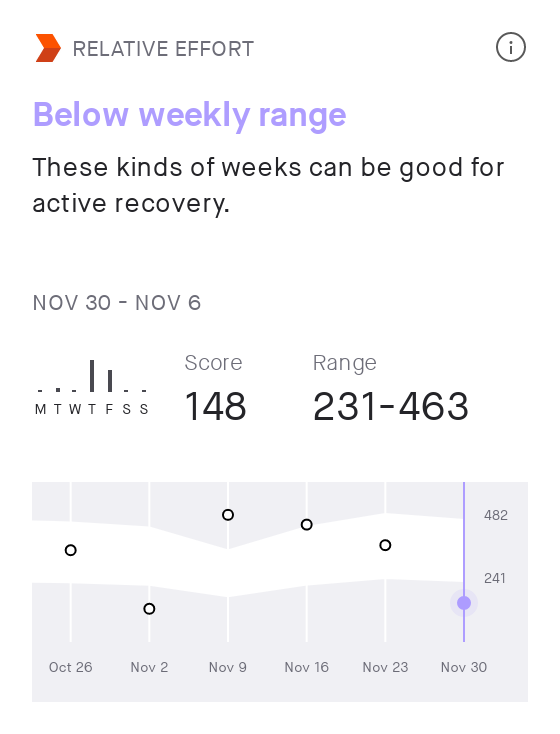 RELATIVE EFFORT
Below weekly range
These kinds of weeks can be good for
active recovery.
NOV 30 - NOV 6
Score
Range
M T W T F S S
148
231-463
482
241
Oct 26
Nov 2
Nov 9
Nov 16
Nov 23
Nov 30